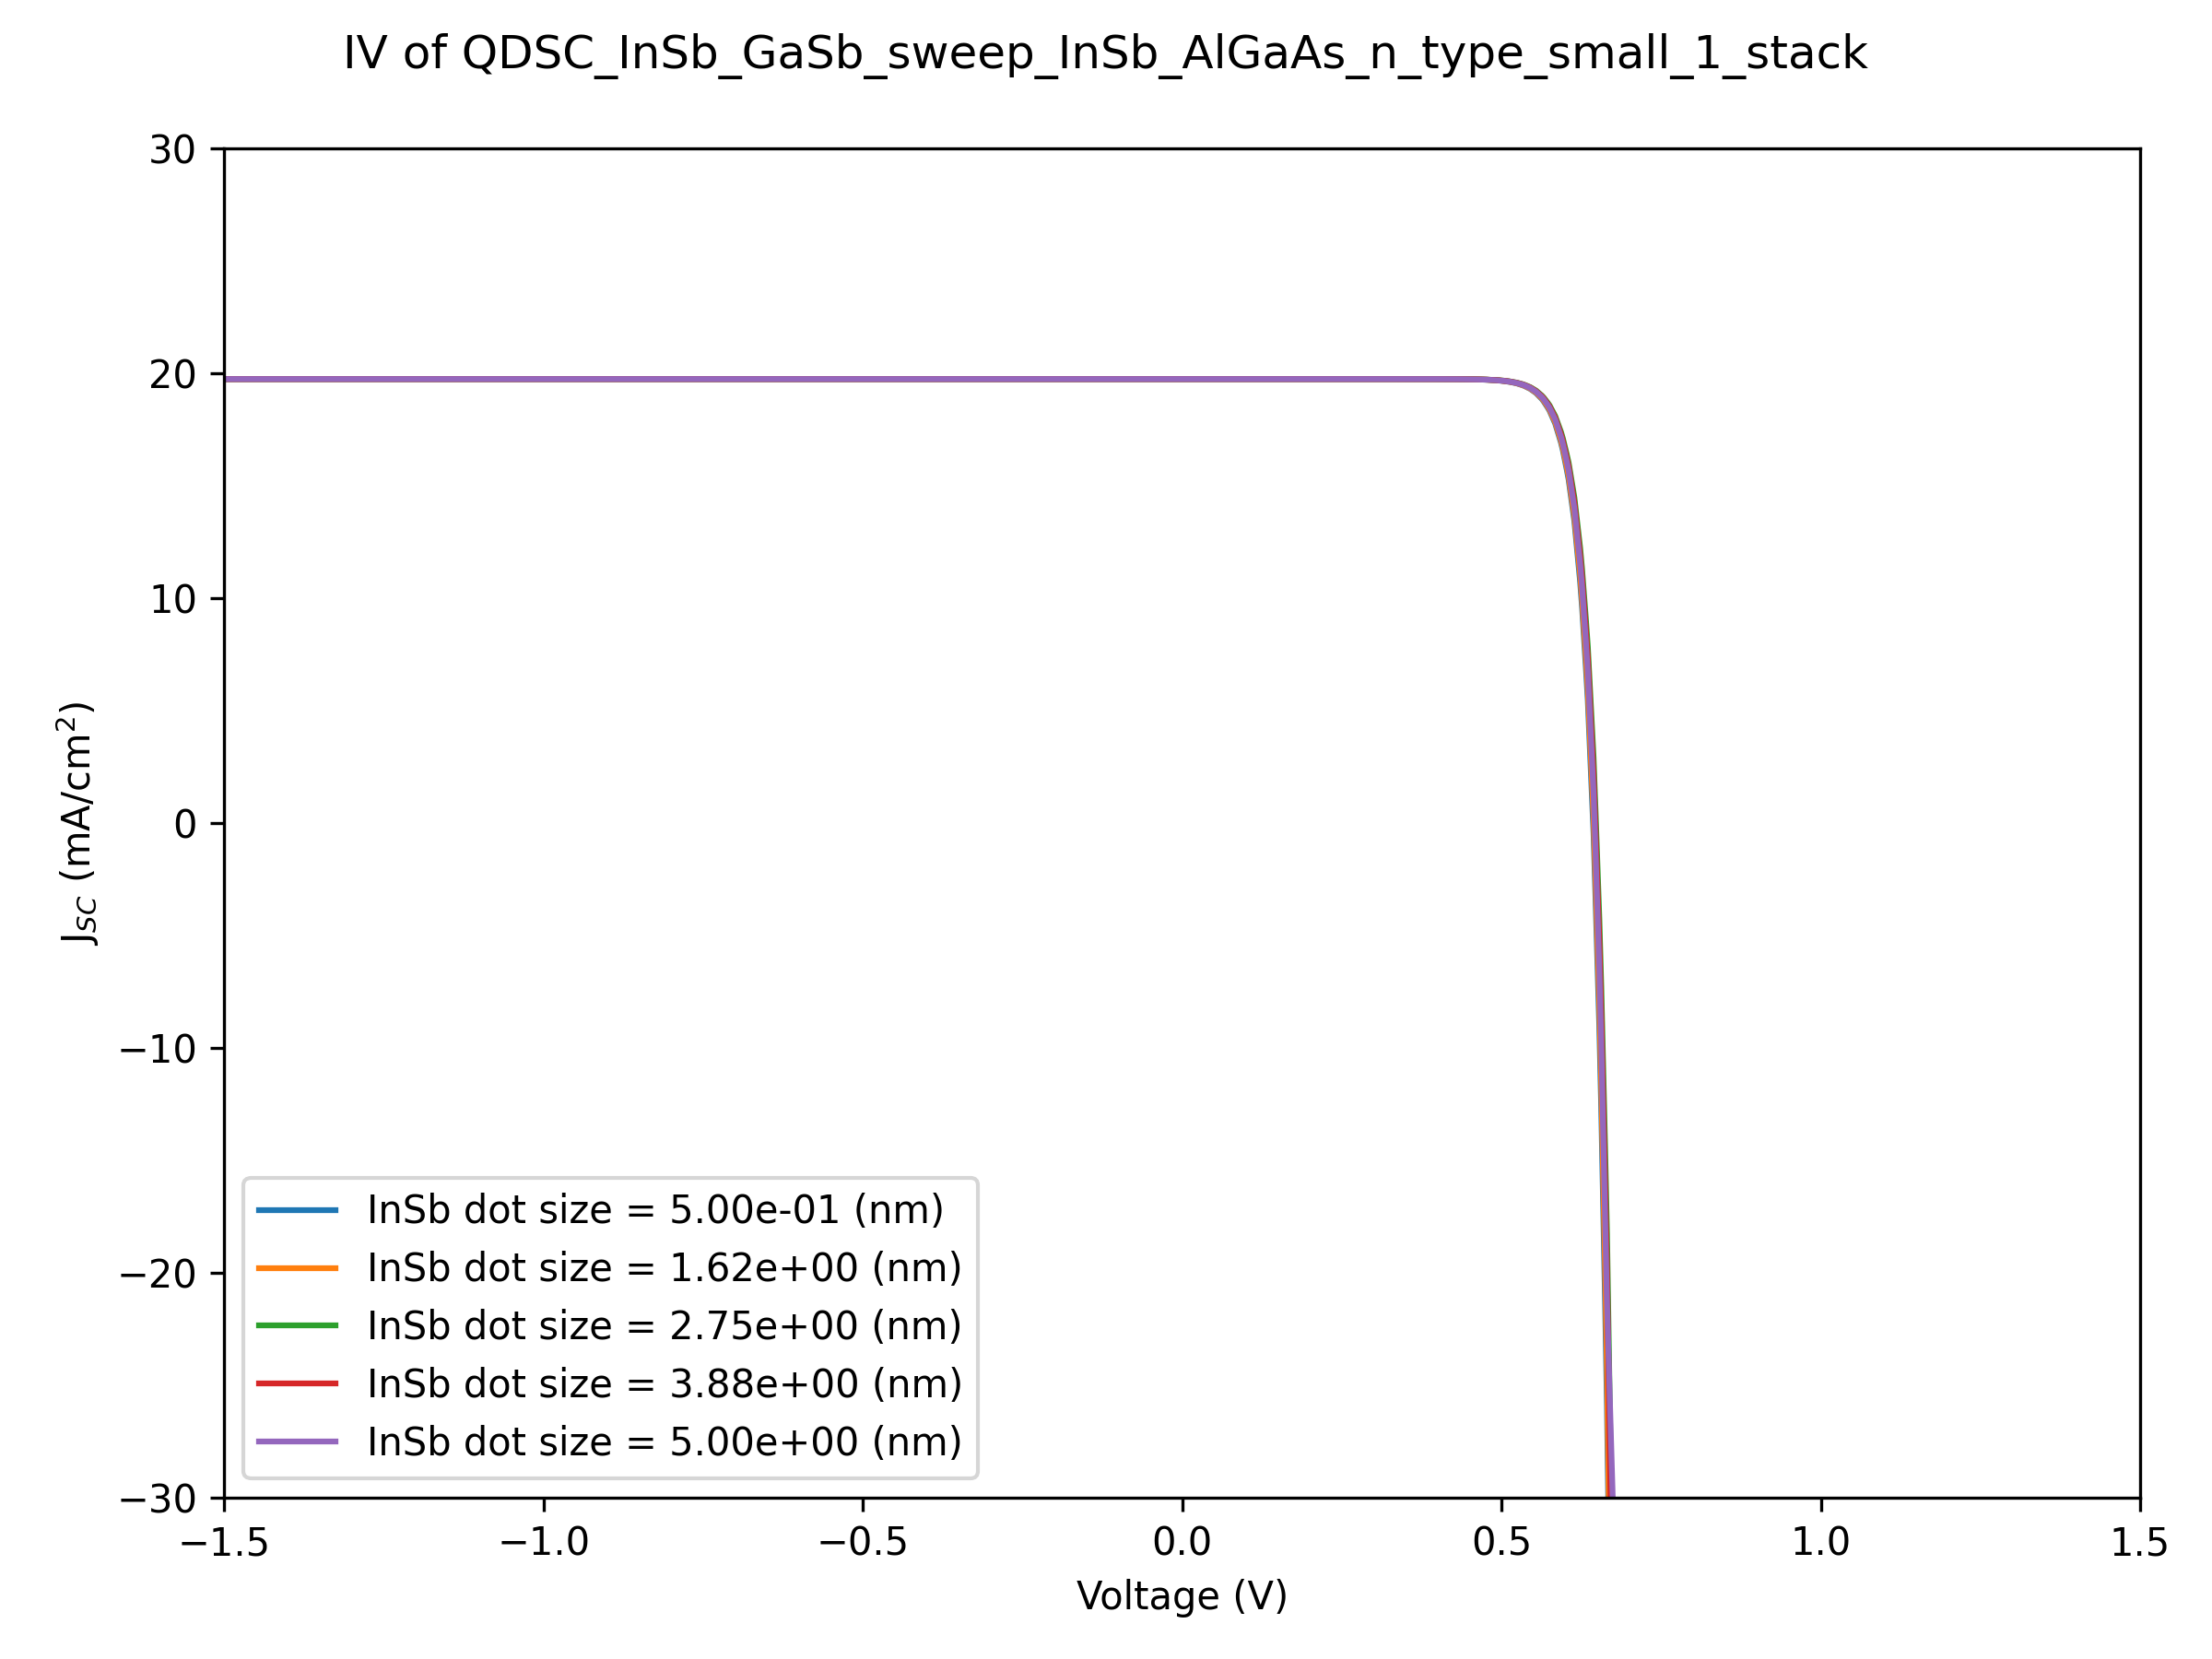 IV of QDSC_InSb_GaSb_sweep_InSb_AlGaAs_n_type_small_1_stack
30
20
10
0
−10
−20
−30
J_SC (mA/cm²)
InSb dot size = 5.00e-01 (nm)
InSb dot size = 1.62e+00 (nm)
InSb dot size = 2.75e+00 (nm)
InSb dot size = 3.88e+00 (nm)
InSb dot size = 5.00e+00 (nm)
−1.5 −1.0 −0.5 0.0 0.5 1.0 1.5
Voltage (V)